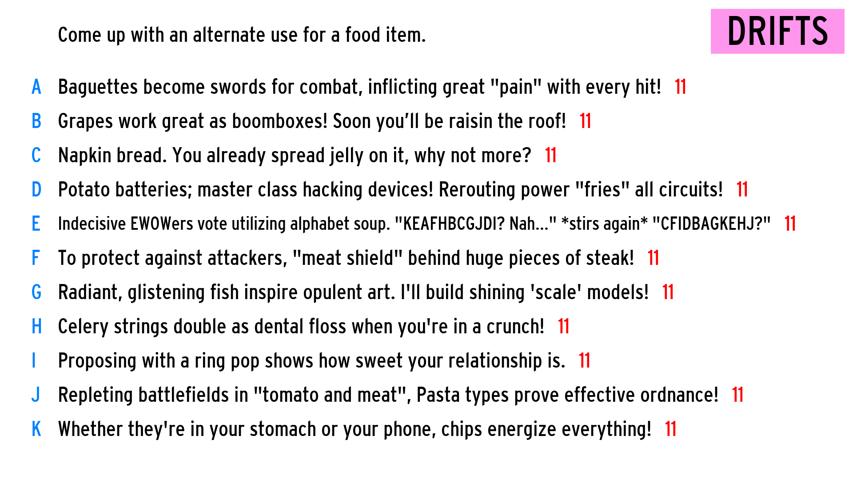 Come up with an alternate use for a food item.
DRIFTS
A Baguettes become swords for combat, inflicting great "pain" with every hit! 11
B Grapes work great as boomboxes! Soon you'll be raisin the roof! 11
C Napkin bread. You already spread jelly on it, why not more? 11
D Potato batteries; master class hacking devices! Rerouting power "fries" all circuits! 11
E Indecisive EWOWers vote utilizing alphabet soup. "KEAFHBCGJDI? Nah..." *stirs again* "CFIDBAGKEHJ?" 11
F To protect against attackers, "meat shield" behind huge pieces of steak! 11
G Radiant, glistening fish inspire opulent art. I'll build shining 'scale' models! 11
H Celery strings double as dental floss when you're in a crunch! 11
I Proposing with a ring pop shows how sweet your relationship is. 11
J Repleting battlefields in "tomato and meat", Pasta types prove effective ordnance! 11
K Whether they're in your stomach or your phone, chips energize everything! 11